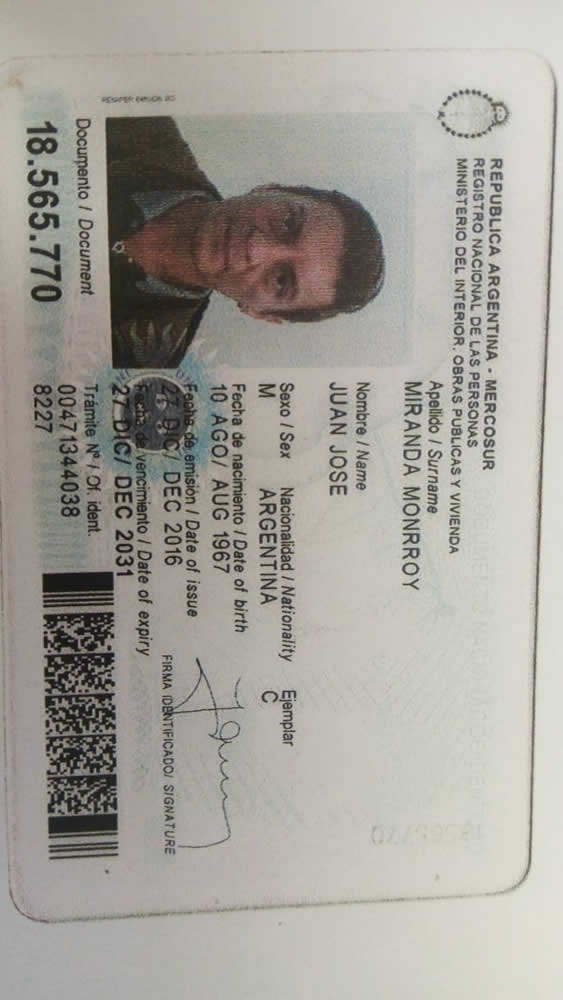 REPUBLICA ARGENTINA - MERCOSUR
REGISTRO NACIONAL DE LAS PERSONAS
MINISTERIO DEL INTERIOR, OBRAS PUBLICAS Y VIVIENDA
Apellido / Surname
MIRANDA MONRROY
Nombre / Name
JUAN JOSE
Sexo / Sex Nacionalidad / Nationality Ejemplar
M ARGENTINA C
Fecha de nacimiento / Date of birth
10 AGO/ AUG 1967
Fecha de emisión / Date of issue
27 DIC/ DEC 2016
FIRMA IDENTIFICADO/ SIGNATURE
Fecha de vencimiento / Date of expiry
27 DIC/ DEC 2031
Documento / Document
18.565.770
Trámite Nº / Of. ident.
00471344038
8227